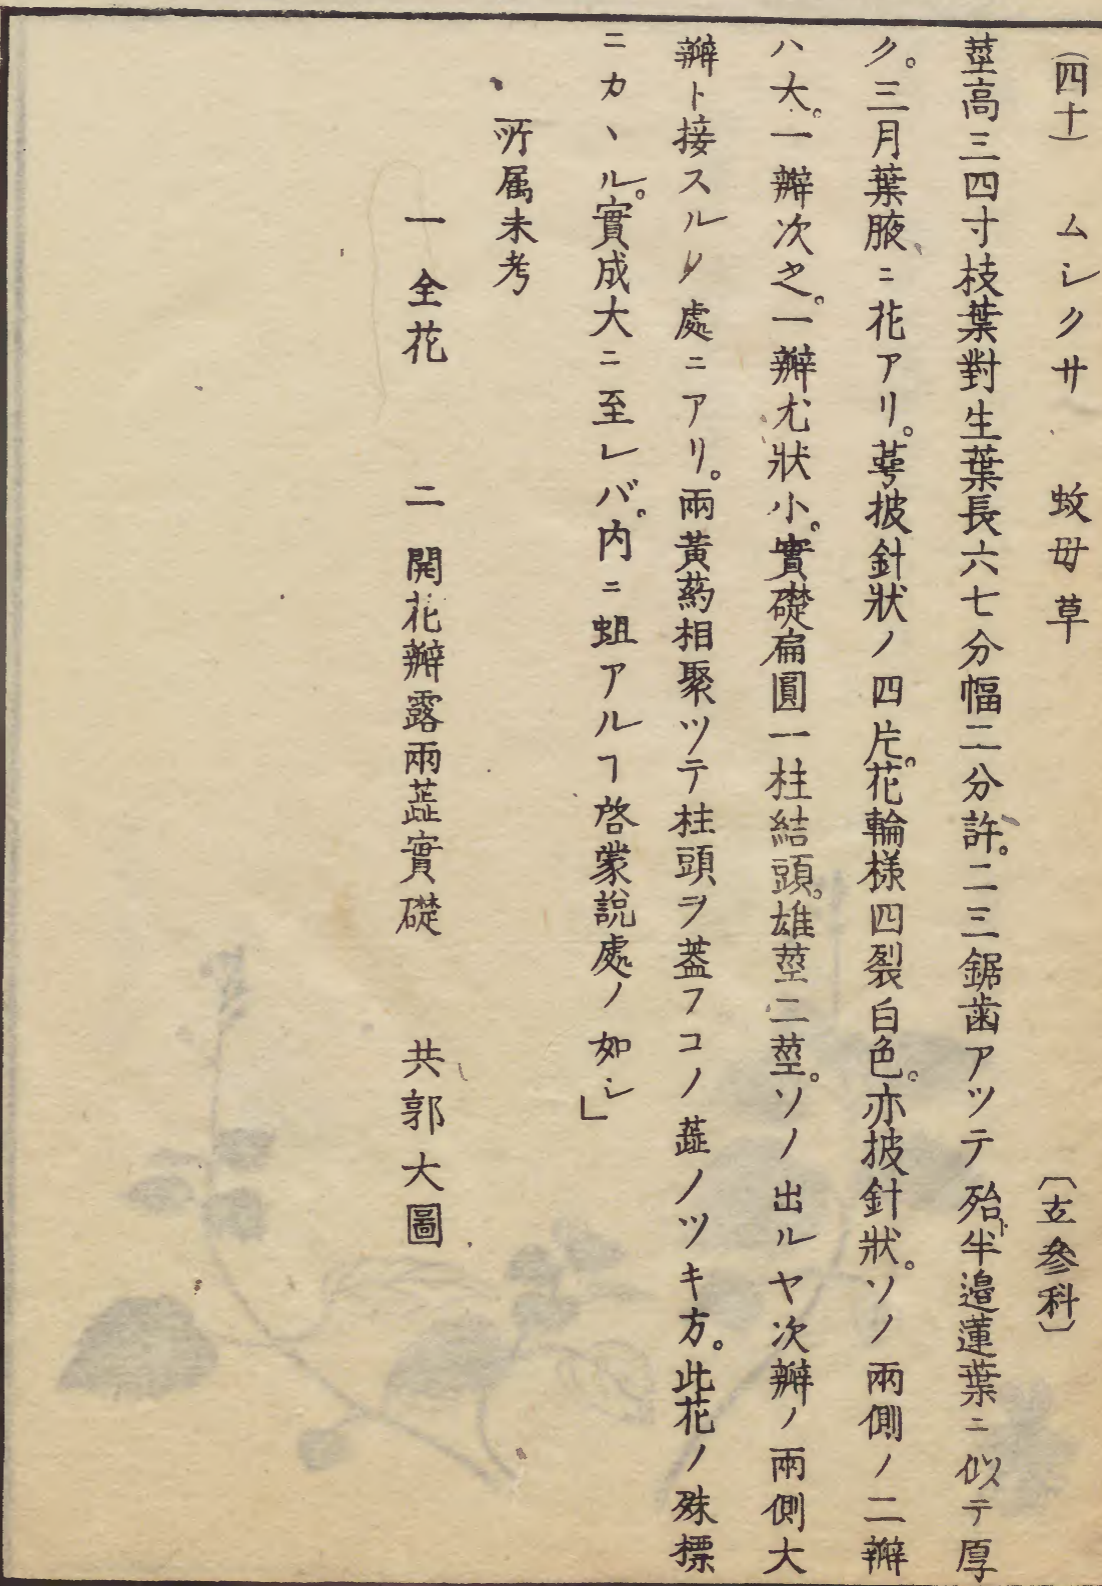 (四十) ムシクサ 蚊母草 〔玄參科〕
莖高三四寸枝葉對生葉長六七分幅二分許。二三鋸歯アツテ殆ド半邉蓮葉ニ似テ厚
ク。三月葉腋ニ花アリ。萼披針狀ノ四片。花輪様四裂白色。亦披針狀。ソノ兩側ノ二瓣
ハ大。一瓣次之。一瓣尤狀小。實礎扁圓一柱結頭。雄莖二莖。ソノ出ルヤ次瓣ノ兩側大
瓣ト接スルノ處ニアリ。兩黃葯相聚ツテ柱頭ヲ蓋フコノ蕋ノツキ方。此花ノ殊標
ニカヽル。實成大ニ至レバ。内ニ蛆アルヿ啓蒙說處ノ如シ」
所属未考
一 全花 二 開花瓣露兩蕋實礎 共郭大圖